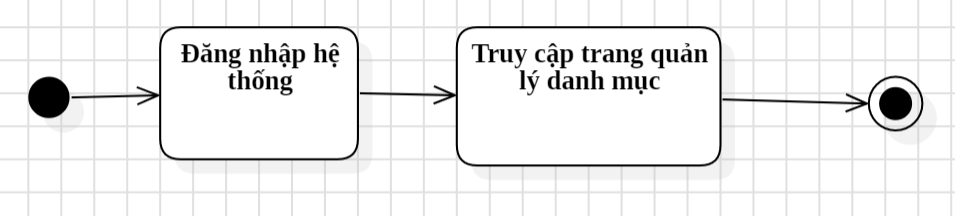 Đăng nhập hệ
thống
Truy cập trang quản
lý danh mục